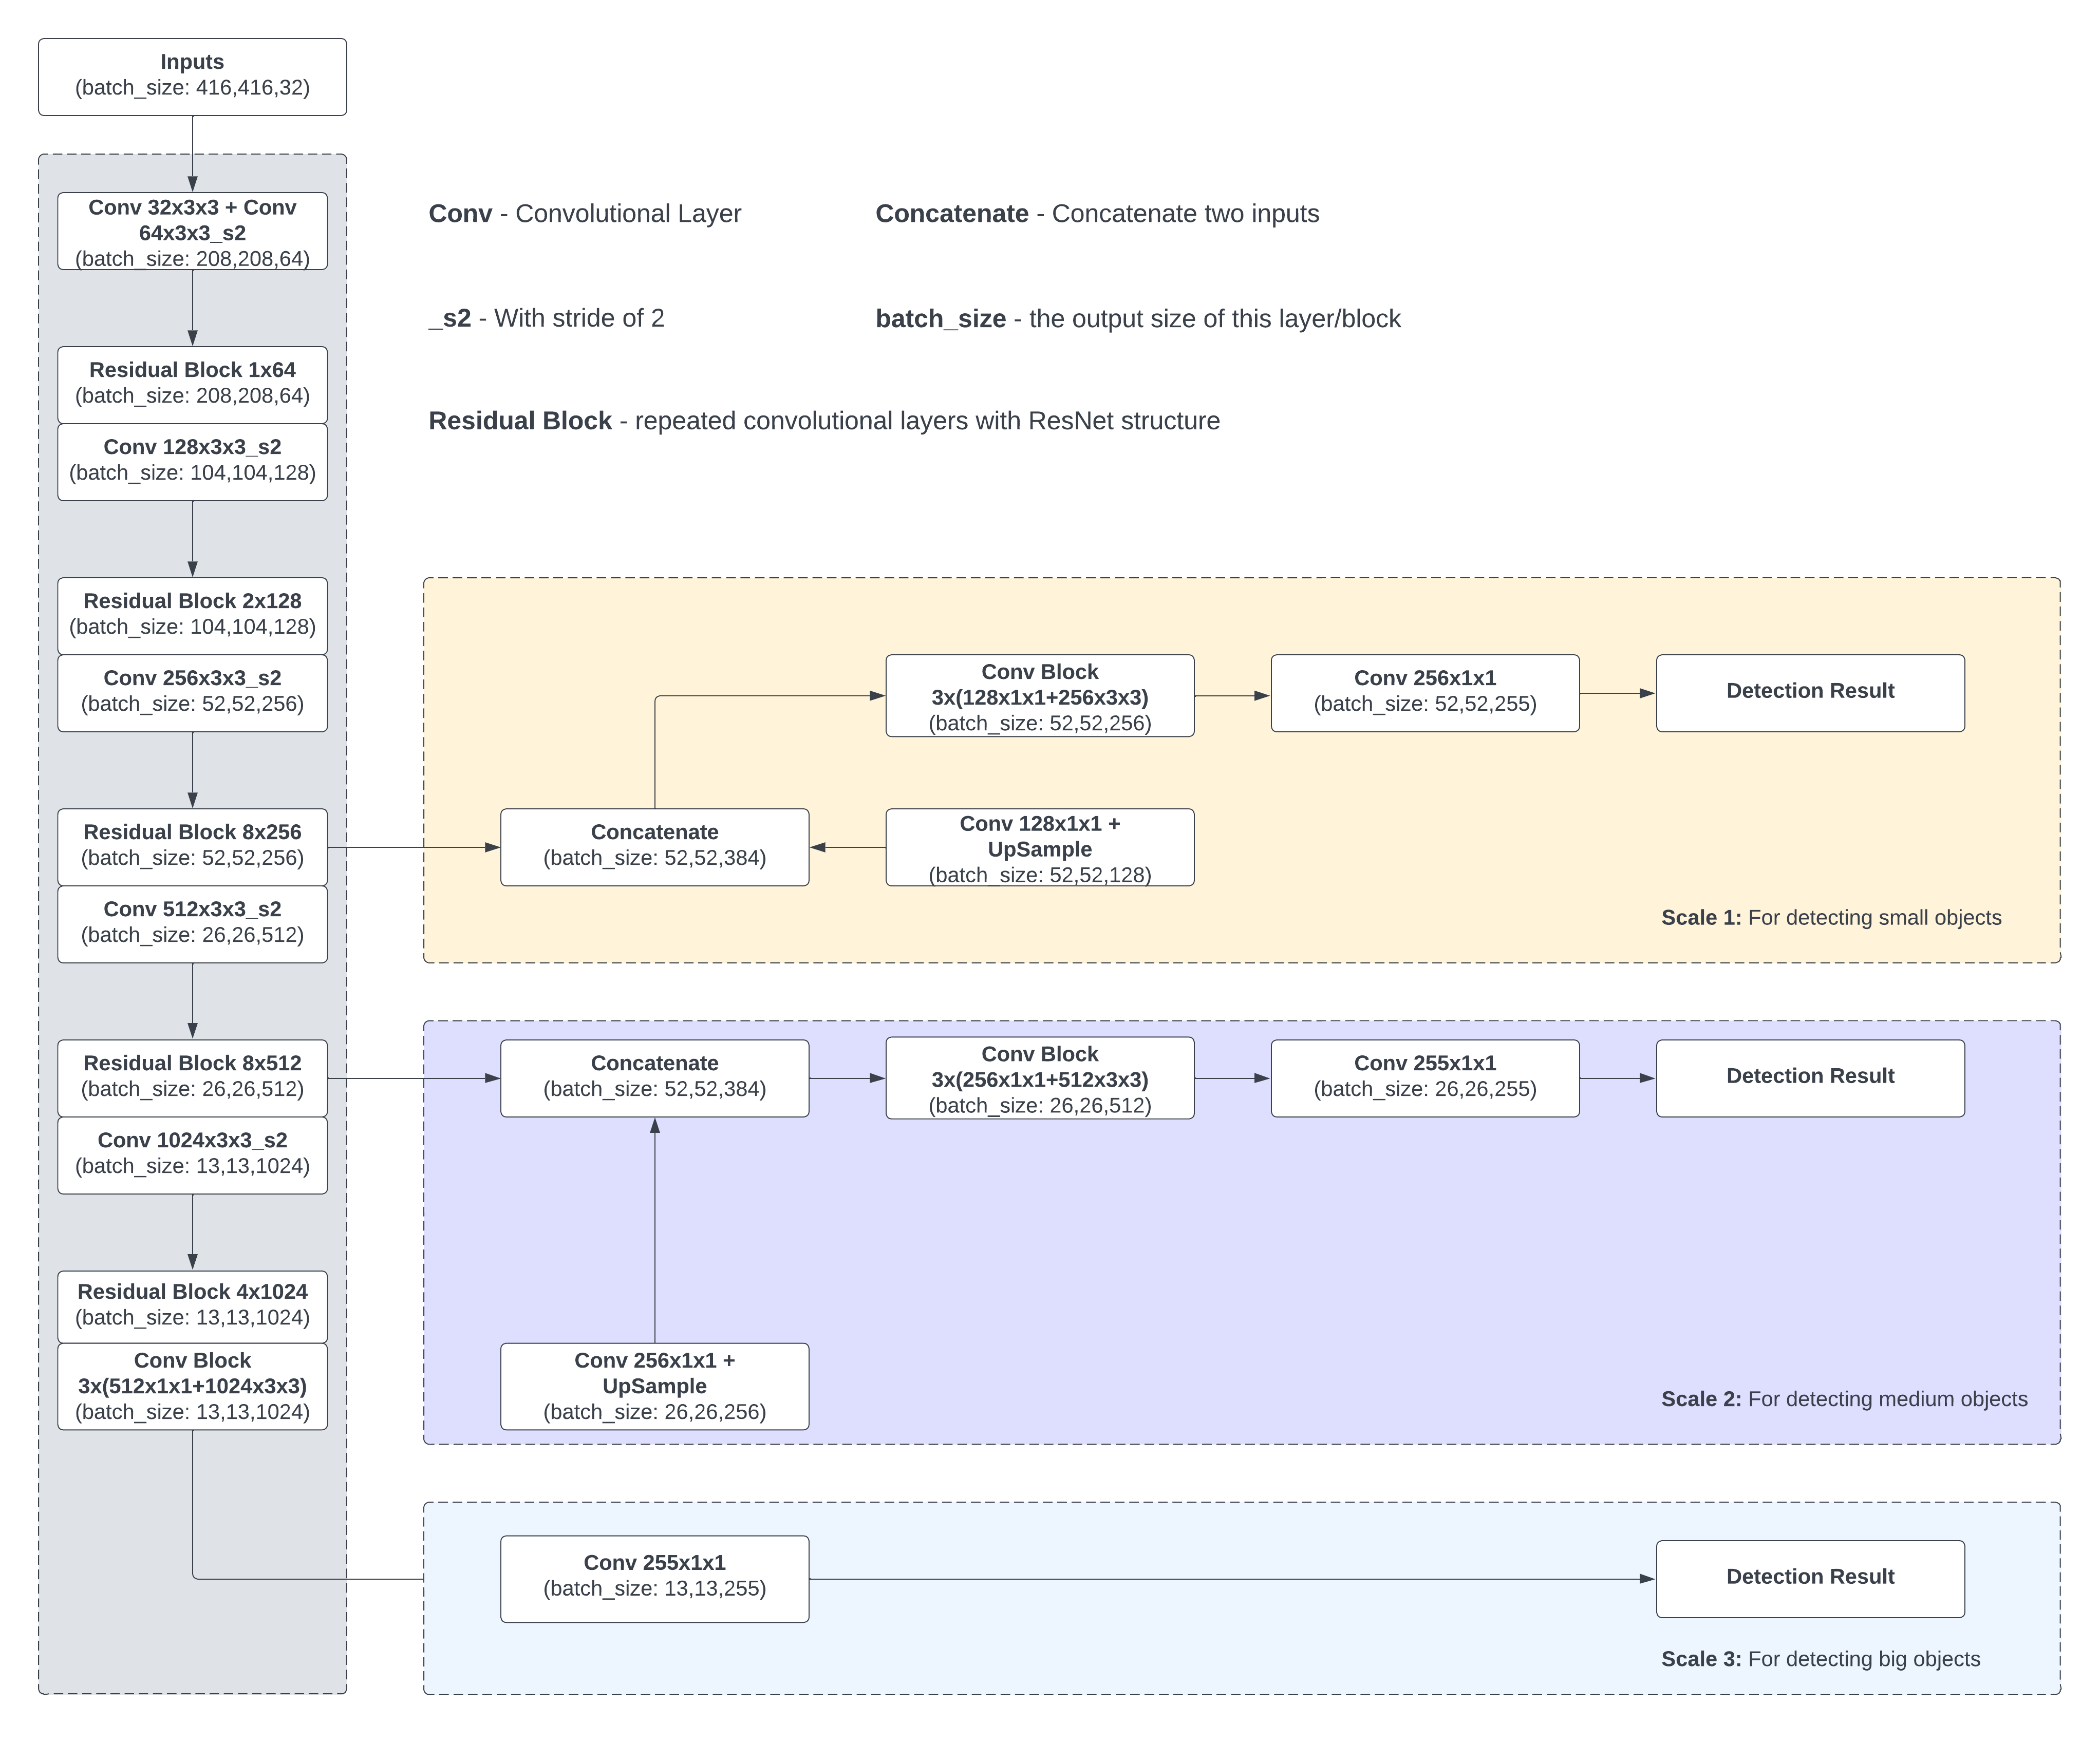 Inputs
(batch_size: 416,416,32)
Conv 32x3x3 + Conv
64x3x3_s2
(batch_size: 208,208,64)
Residual Block 1x64
(batch_size: 208,208,64)
Conv 128x3x3_s2
(batch_size: 104,104,128)
Residual Block 2x128
(batch_size: 104,104,128)
Conv 256x3x3_s2
(batch_size: 52,52,256)
Residual Block 8x256
(batch_size: 52,52,256)
Conv 512x3x3_s2
(batch_size: 26,26,512)
Residual Block 8x512
(batch_size: 26,26,512)
Conv 1024x3x3_s2
(batch_size: 13,13,1024)
Residual Block 4x1024
(batch_size: 13,13,1024)
Conv Block
3x(512x1x1+1024x3x3)
(batch_size: 13,13,1024)
Conv - Convolutional Layer
Concatenate - Concatenate two inputs
_s2 - With stride of 2
batch_size - the output size of this layer/block
Residual Block - repeated convolutional layers with ResNet structure
Conv Block
3x(128x1x1+256x3x3)
(batch_size: 52,52,256)
Conv 256x1x1
(batch_size: 52,52,255)
Detection Result
Concatenate
(batch_size: 52,52,384)
Conv 128x1x1 +
UpSample
(batch_size: 52,52,128)
Scale 1: For detecting small objects
Concatenate
(batch_size: 52,52,384)
Conv Block
3x(256x1x1+512x3x3)
(batch_size: 26,26,512)
Conv 255x1x1
(batch_size: 26,26,255)
Detection Result
Conv 256x1x1 +
UpSample
(batch_size: 26,26,256)
Scale 2: For detecting medium objects
Conv 255x1x1
(batch_size: 13,13,255)
Detection Result
Scale 3: For detecting big objects